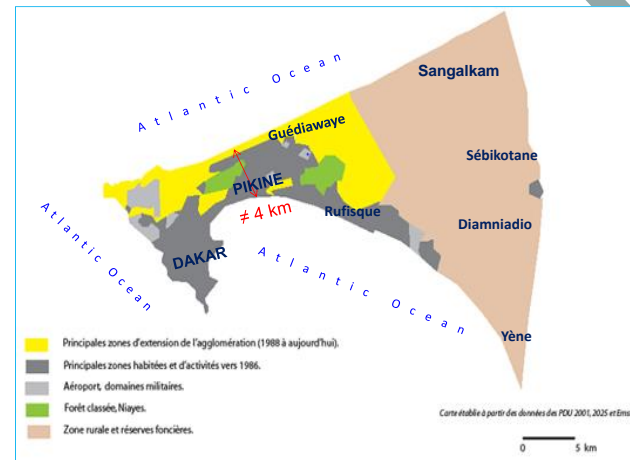 Atlantic Ocean
Sangalkam
Guédiawaye
Sébikotane
PIKINE
≠ 4 km
Rufisque
Diamniadio
Atlantic Ocean
DAKAR
Atlantic Ocean
Yène
Principales zones d'extension de l'agglomération (1988 à aujourd'hui).
Principales zones habitées et d'activités vers 1986.
Aéroport, domaines militaires.
Forêt classée, Niayes.
Zone rurale et réserves foncières.
Carte établie à partir des données des PDU 2001, 2025 et Ems
0 5 km